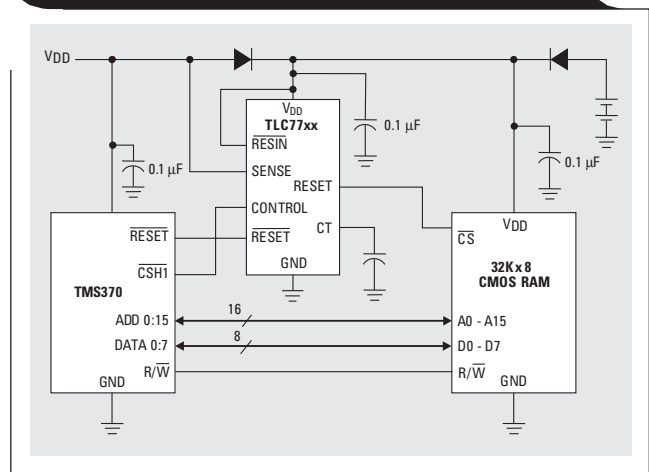 VDD
VDD
TLC77xx
RESIN
SENSE
RESET
CONTROL
RESET
CT
GND
0.1 µF
0.1 µF
0.1 µF
RESET
CSH1
TMS370
ADD 0:15
DATA 0:7
R/W
GND
16
8
VDD
CS
32K x 8
CMOS RAM
A0 - A15
D0 - D7
R/W
GND